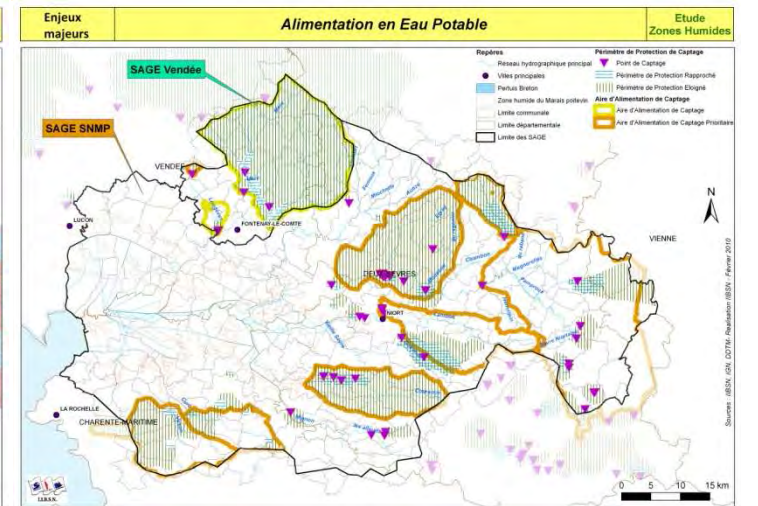 Enjeux
majeurs
Alimentation en Eau Potable
Etude
Zones Humides
Repères
Réseau hydrographique principal
Villes principales
Pertuis Breton
Zone humide du Marais poitevin
Limite communale
Limite départementale
Limite des SAGE
Périmètre de Protection de Captage
Point de Captage
Périmètre de Protection Rapproché
Périmètre de Protection Eloigné
Aire d'Alimentation de Captage
Aire d'Alimentation de Captage
Aire d'Alimentation de Captage Prioritaire
SAGE Vendée
SAGE SNMP
VENDEE
LUCON
FONTENAY-LE-COMTE
N
VIENNE
DEUX-SEVRES
NIORT
LA ROCHELLE
CHARENTE-MARITIME
Sources : IIBSN, IGN, DDTM- Réalisation IIBSN - Février 2010
I.I.B.S.N.
0 5 10 15 km